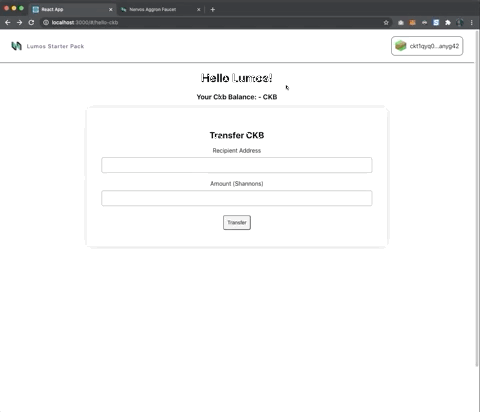 React App
Nervos Aggron Faucet
localhost:3000/#/hello-ckb
Lumos Starter Pack
ckt1qyq0...anyg42
Hello Lumos!
Your Ckb Balance: - CKB
Transfer CKB
Recipient Address
Amount (Shannons)
Transfer